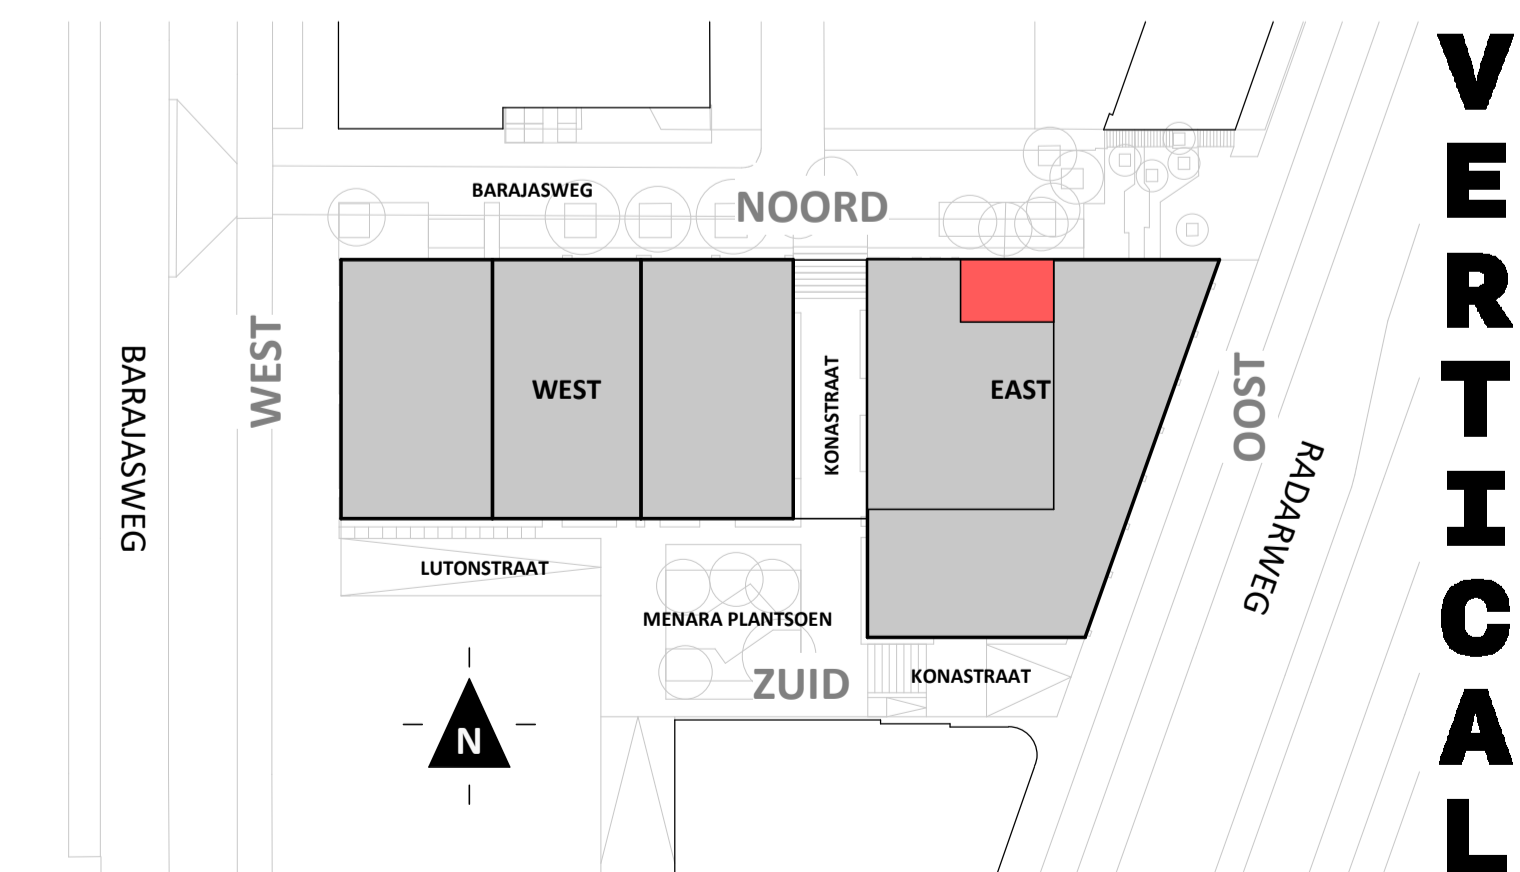 BARAJASWEG
NOORD
WEST
OOST
BARAJASWEG
WEST
KONASTRAAT
EAST
RADARWEG
LUTONSTRAAT
MENARA PLANTSOEN
ZUID
KONASTRAAT
N
VERTICAL